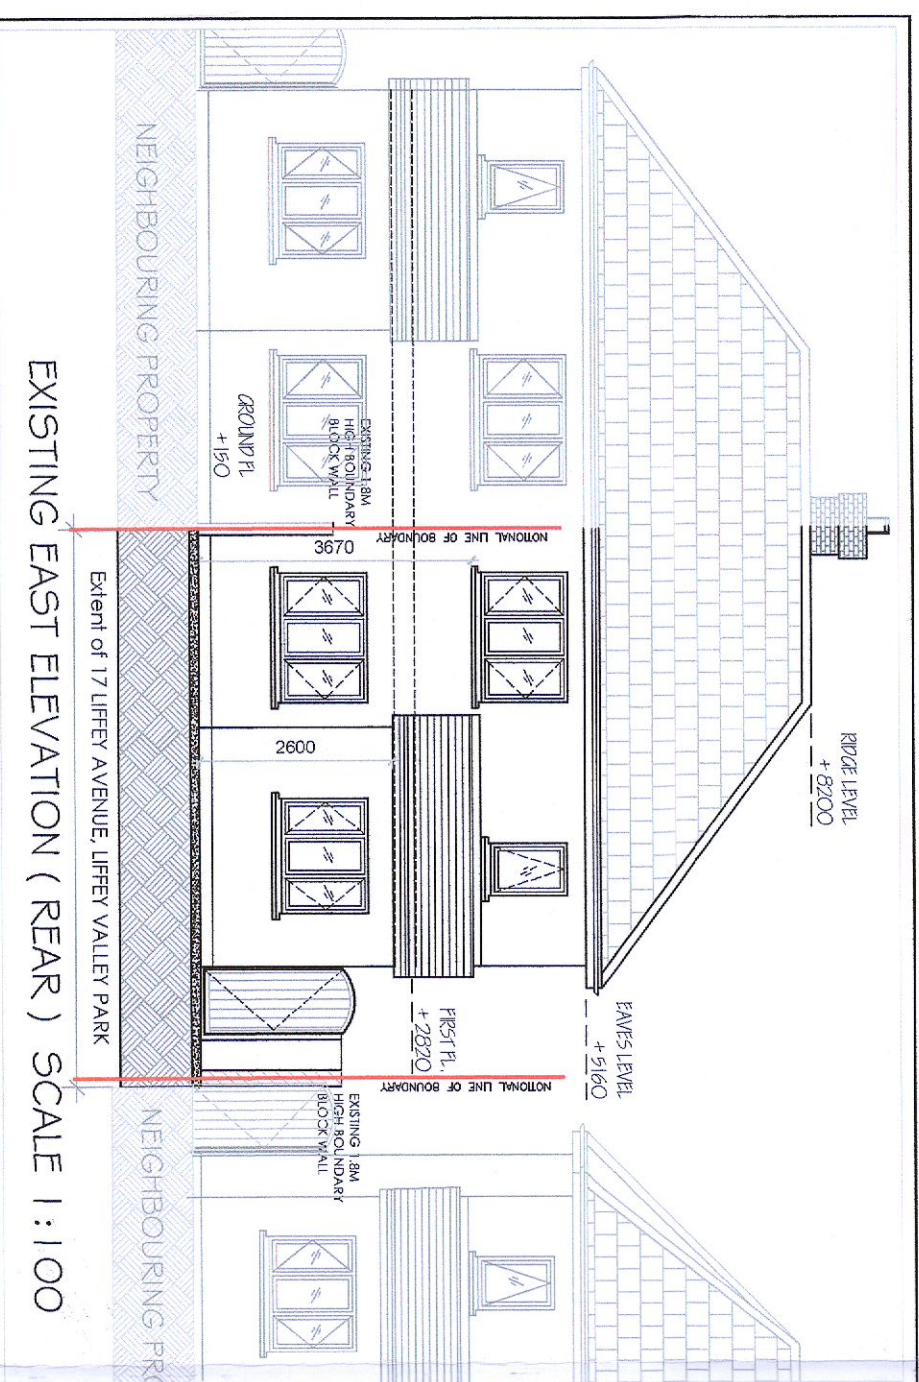 RIDGE LEVEL
+ 8200
EAVES LEVEL
+ 5160
FIRST FL.
+ 2820
NOTIONAL LINE OF BOUNDARY
NOTIONAL LINE OF BOUNDARY
EXISTING 1.8M
HIGH BOUNDARY
BLOCK WALL
GROUND FL
+150
3670
2600
EXISTING 1.8M
HIGH BOUNDARY
BLOCK WALL
NEIGHBOURING PROPERTY
NEIGHBOURING PRO
Extent of 17 LIFFEY AVENUE, LIFFEY VALLEY PARK
EXISTING EAST ELEVATION ( REAR ) SCALE 1:100